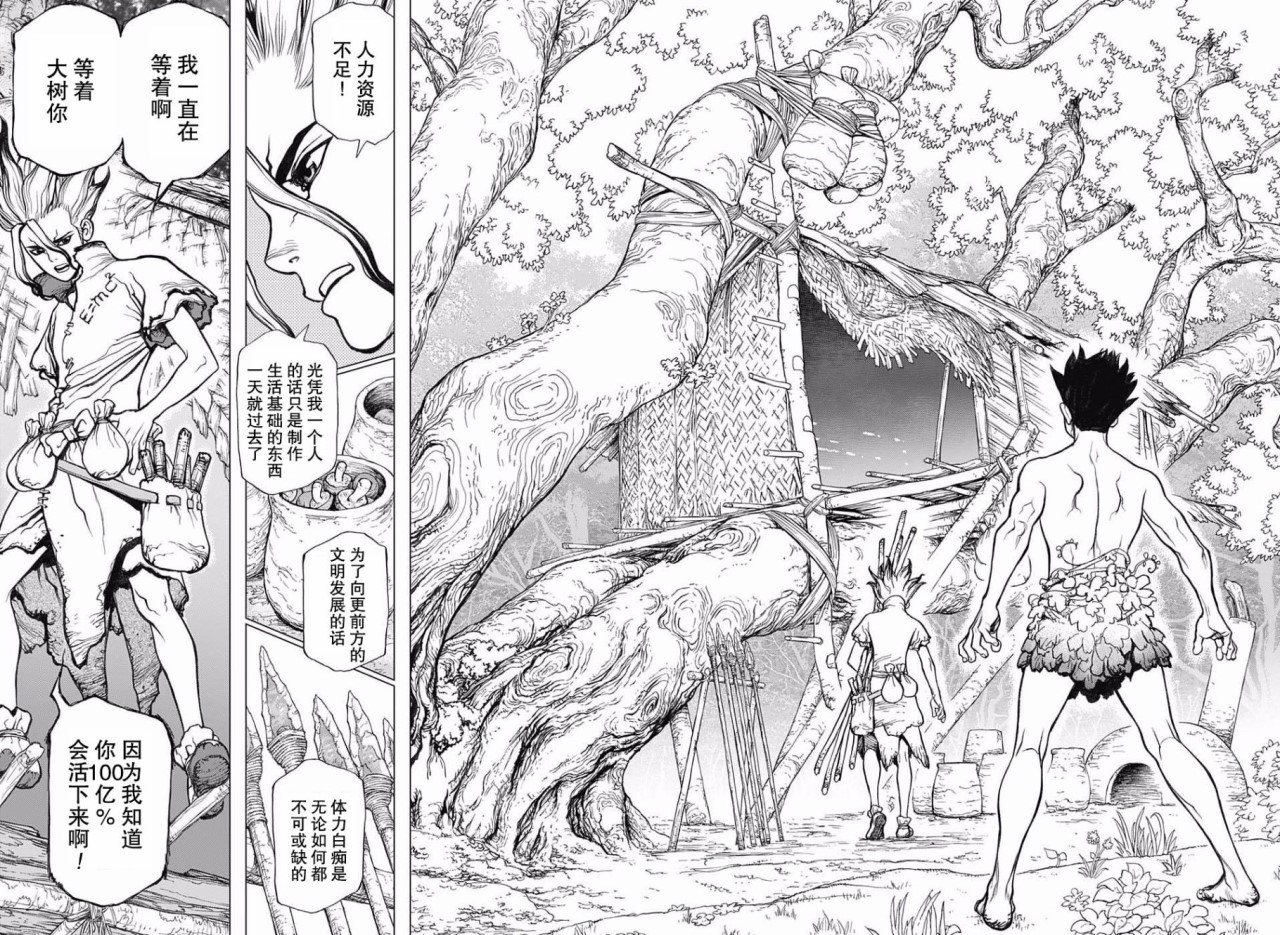 人力资源
不足！
光凭我一个人
的话只是制作
生活基础的东西
一天就过去了
为了向更前方的
文明发展的话
体力白痴是
无论如何都
不可或缺的
我一直在
等着啊
等着
大树你
E=mc²
因为我知道
你100亿%
会活下来啊！